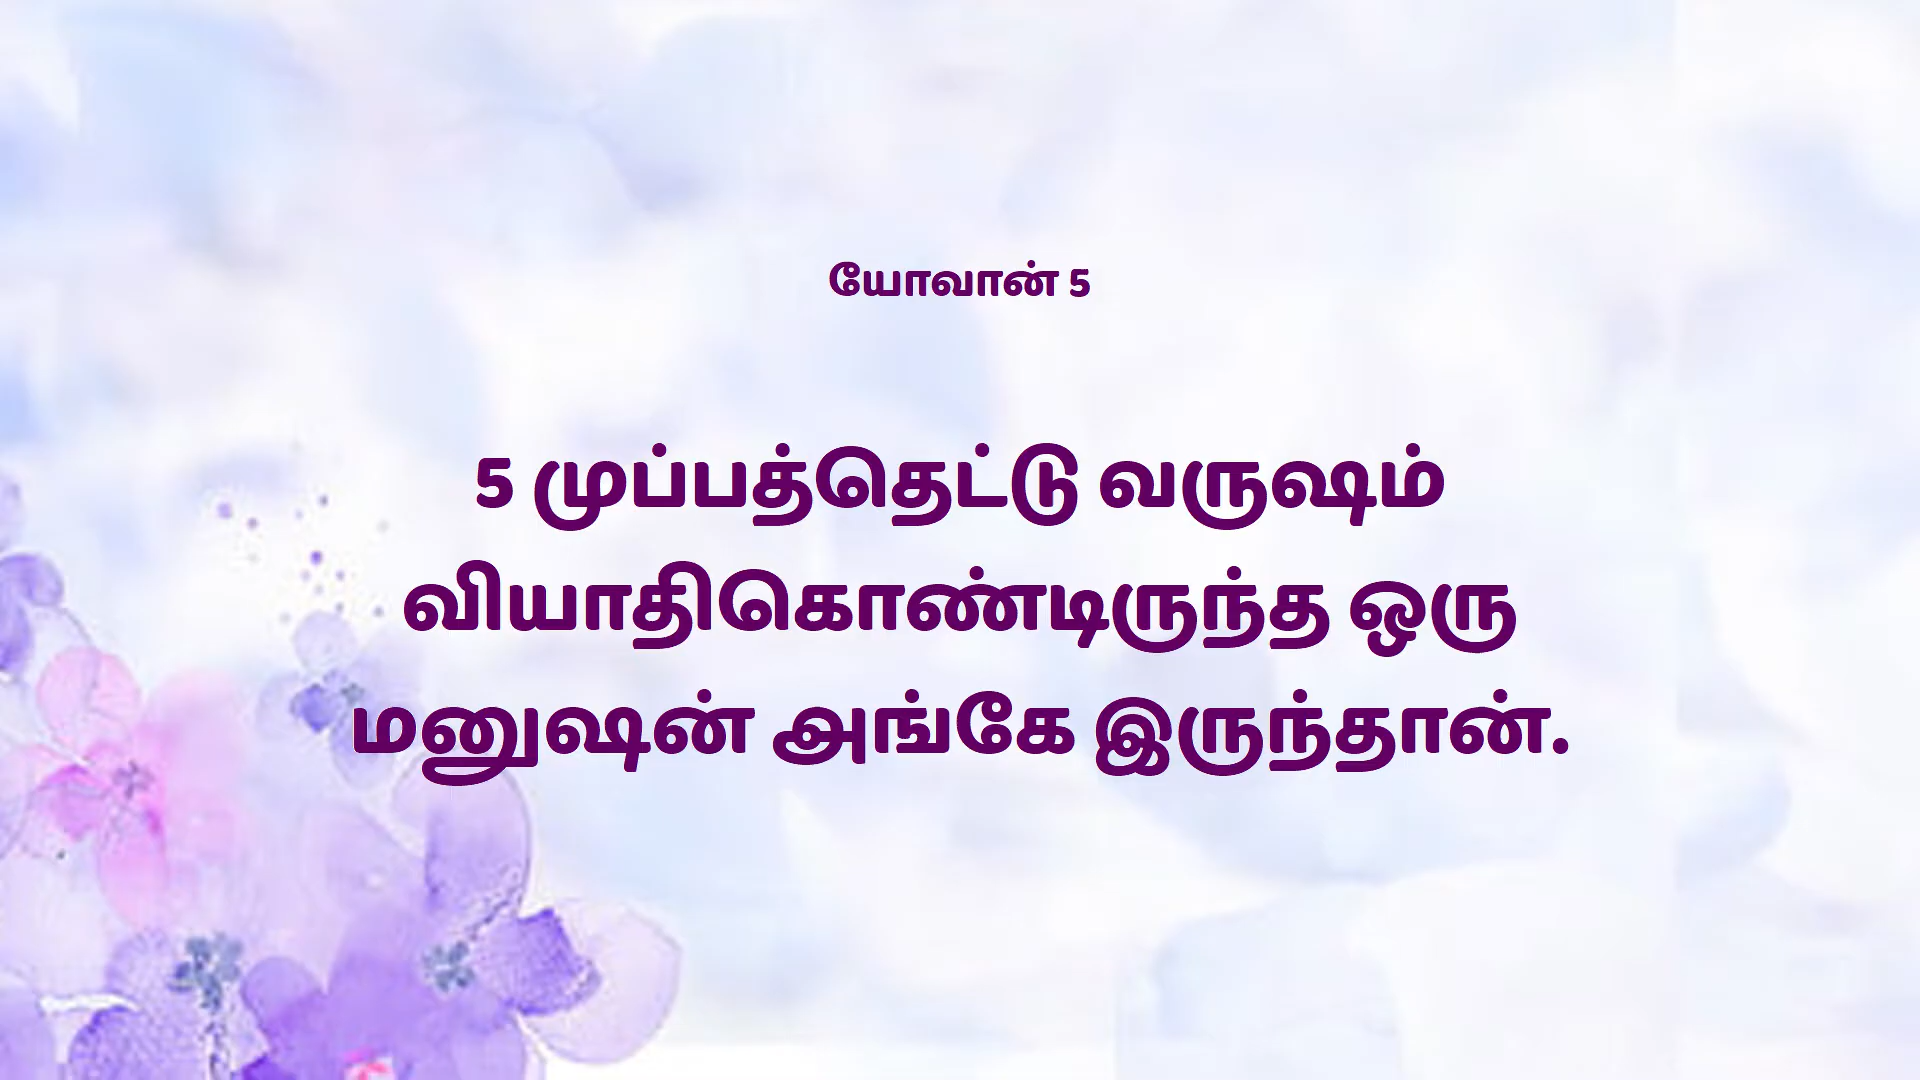 யோவான் 5
5 முப்பத்தெட்டு வருஷம்
வியாதிகொண்டிருந்த ஒரு
மனுஷன் அங்கே இருந்தான்.